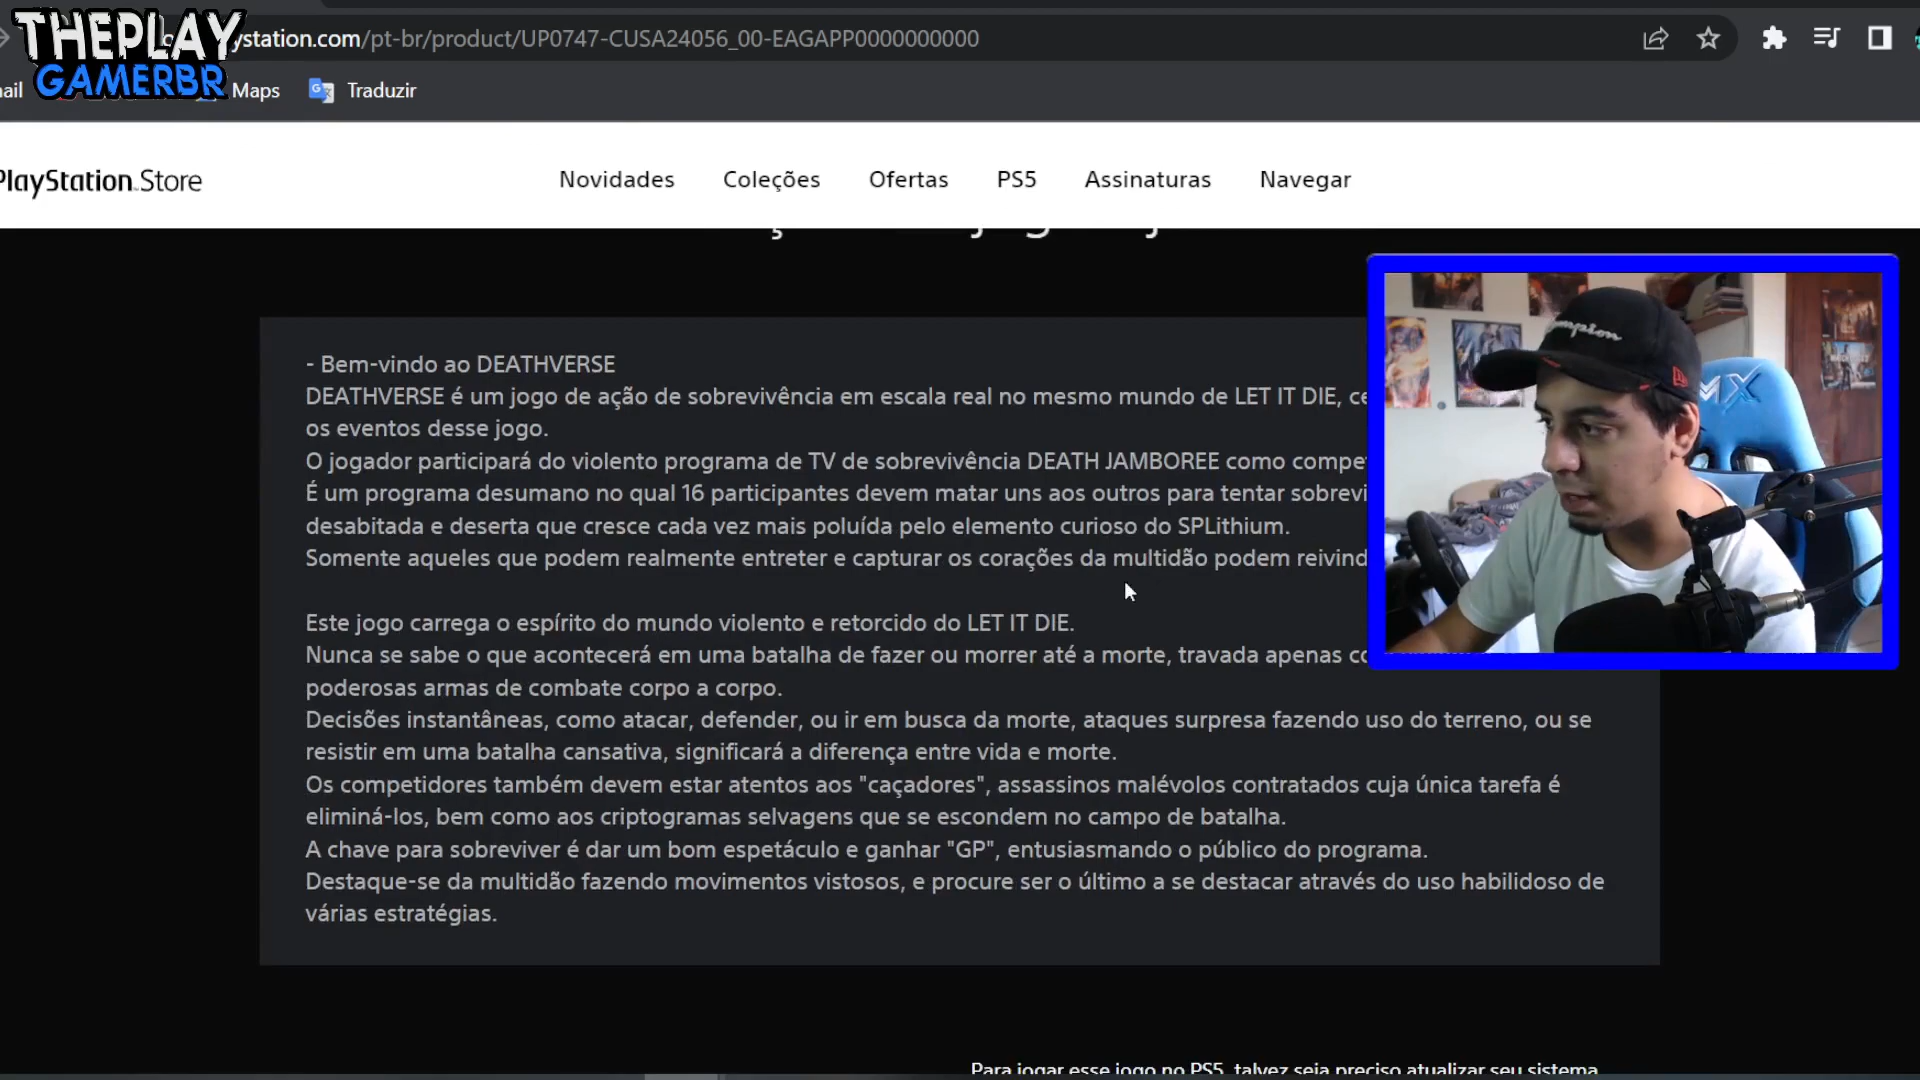 THEPLAY
GAMERBR
ystation.com/pt-br/product/UP0747-CUSA24056_00-EAGAPP0000000000
ail
Maps
Traduzir
PlayStation.Store
Novidades
Coleções
Ofertas
PS5
Assinaturas
Navegar
- Bem-vindo ao DEATHVERSE
DEATHVERSE é um jogo de ação de sobrevivência em escala real no mesmo mundo de LET IT DIE, ce
os eventos desse jogo.
O jogador participará do violento programa de TV de sobrevivência DEATH JAMBOREE como compe
É um programa desumano no qual 16 participantes devem matar uns aos outros para tentar sobrevi
desabitada e deserta que cresce cada vez mais poluída pelo elemento curioso do SPLithium.
Somente aqueles que podem realmente entreter e capturar os corações da multidão podem reivind
Este jogo carrega o espírito do mundo violento e retorcido do LET IT DIE.
Nunca se sabe o que acontecerá em uma batalha de fazer ou morrer até a morte, travada apenas co
poderosas armas de combate corpo a corpo.
Decisões instantâneas, como atacar, defender, ou ir em busca da morte, ataques surpresa fazendo uso do terreno, ou se
resistir em uma batalha cansativa, significará a diferença entre vida e morte.
Os competidores também devem estar atentos aos "caçadores", assassinos malévolos contratados cuja única tarefa é
eliminá-los, bem como aos criptogramas selvagens que se escondem no campo de batalha.
A chave para sobreviver é dar um bom espetáculo e ganhar "GP", entusiasmando o público do programa.
Destaque-se da multidão fazendo movimentos vistosos, e procure ser o último a se destacar através do uso habilidoso de
várias estratégias.
Para jogar esse jogo no PS5, talvez seja preciso atualizar seu sistema